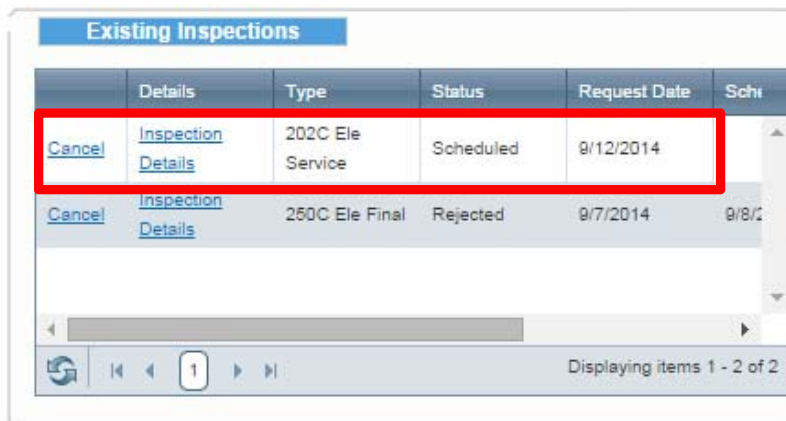 Existing Inspections
Details Type Status Request Date
Cancel Inspection Details 202C Ele Service Scheduled 9/12/2014
Cancel Inspection Details 250C Ele Final Rejected 9/7/2014
1 Displaying items 1 - 2 of 2